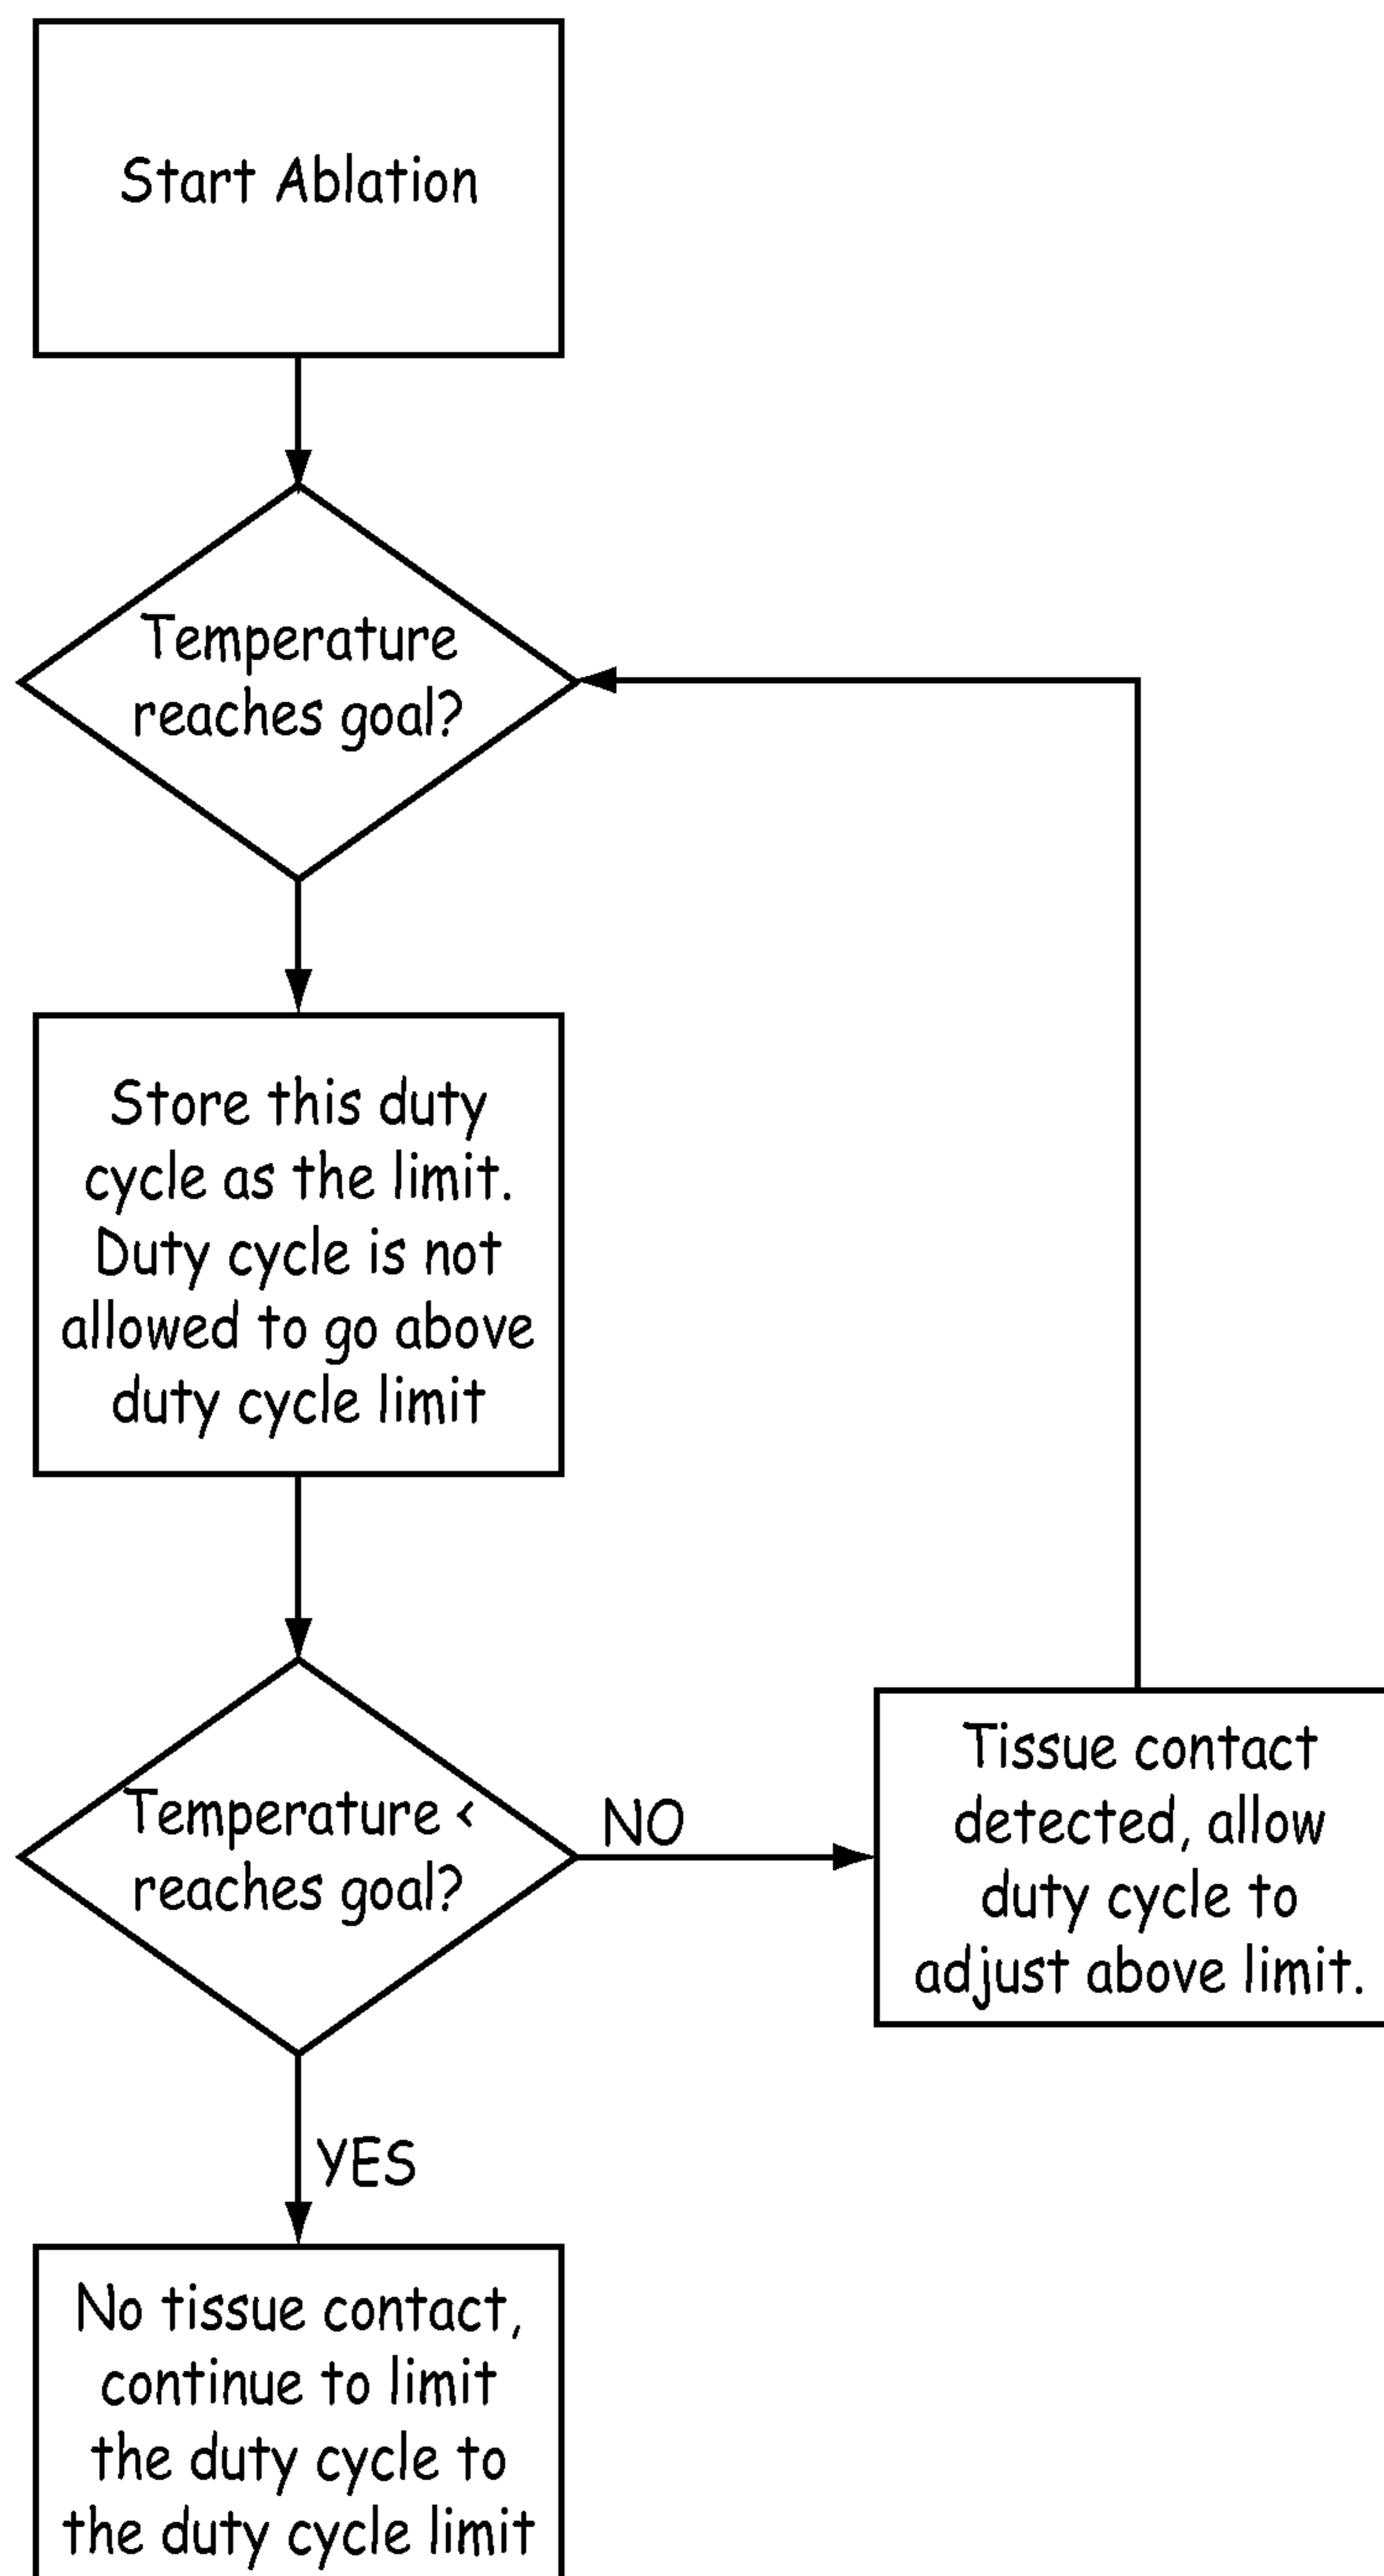 Start Ablation
Temperature
reaches goal?
Store this duty
cycle as the limit.
Duty cycle is not
allowed to go above
duty cycle limit
Temperature <
reaches goal?
NO
Tissue contact
detected, allow
duty cycle to
adjust above limit.
YES
No tissue contact,
continue to limit
the duty cycle to
the duty cycle limit